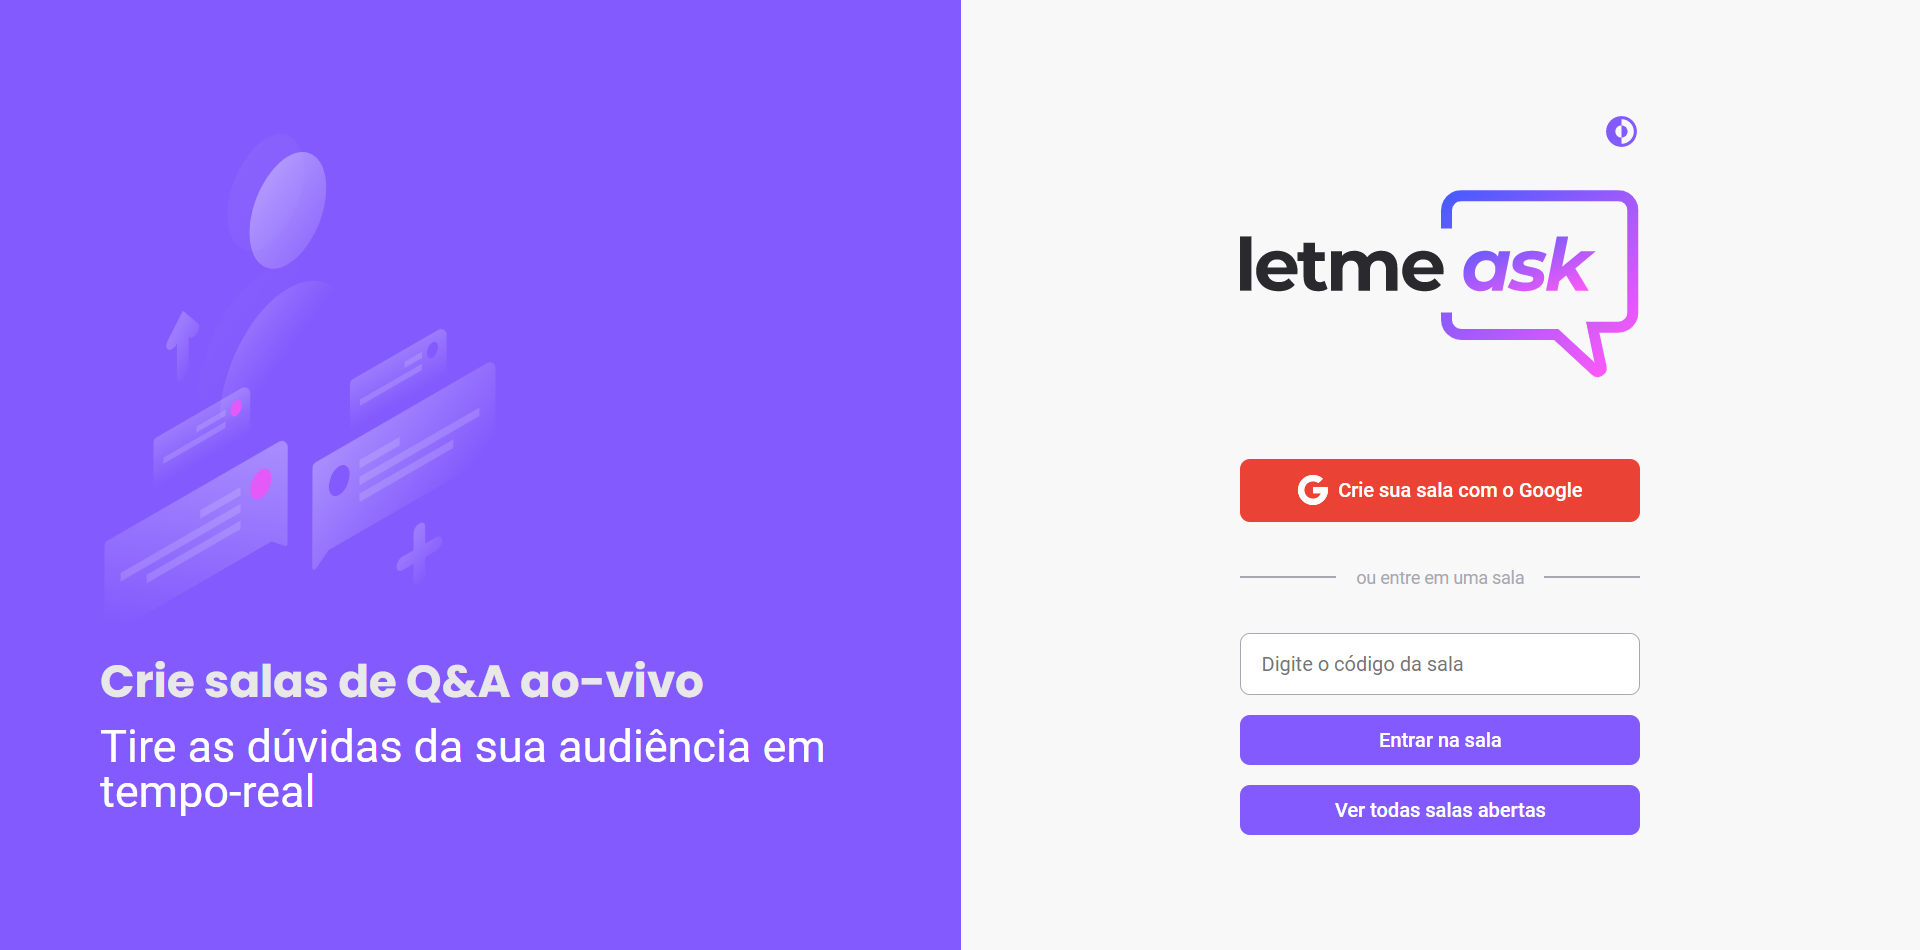 Crie salas de Q&A ao-vivo
Tire as dúvidas da sua audiência em
tempo-real
letme ask
Crie sua sala com o Google
ou entre em uma sala
Digite o código da sala
Entrar na sala
Ver todas salas abertas